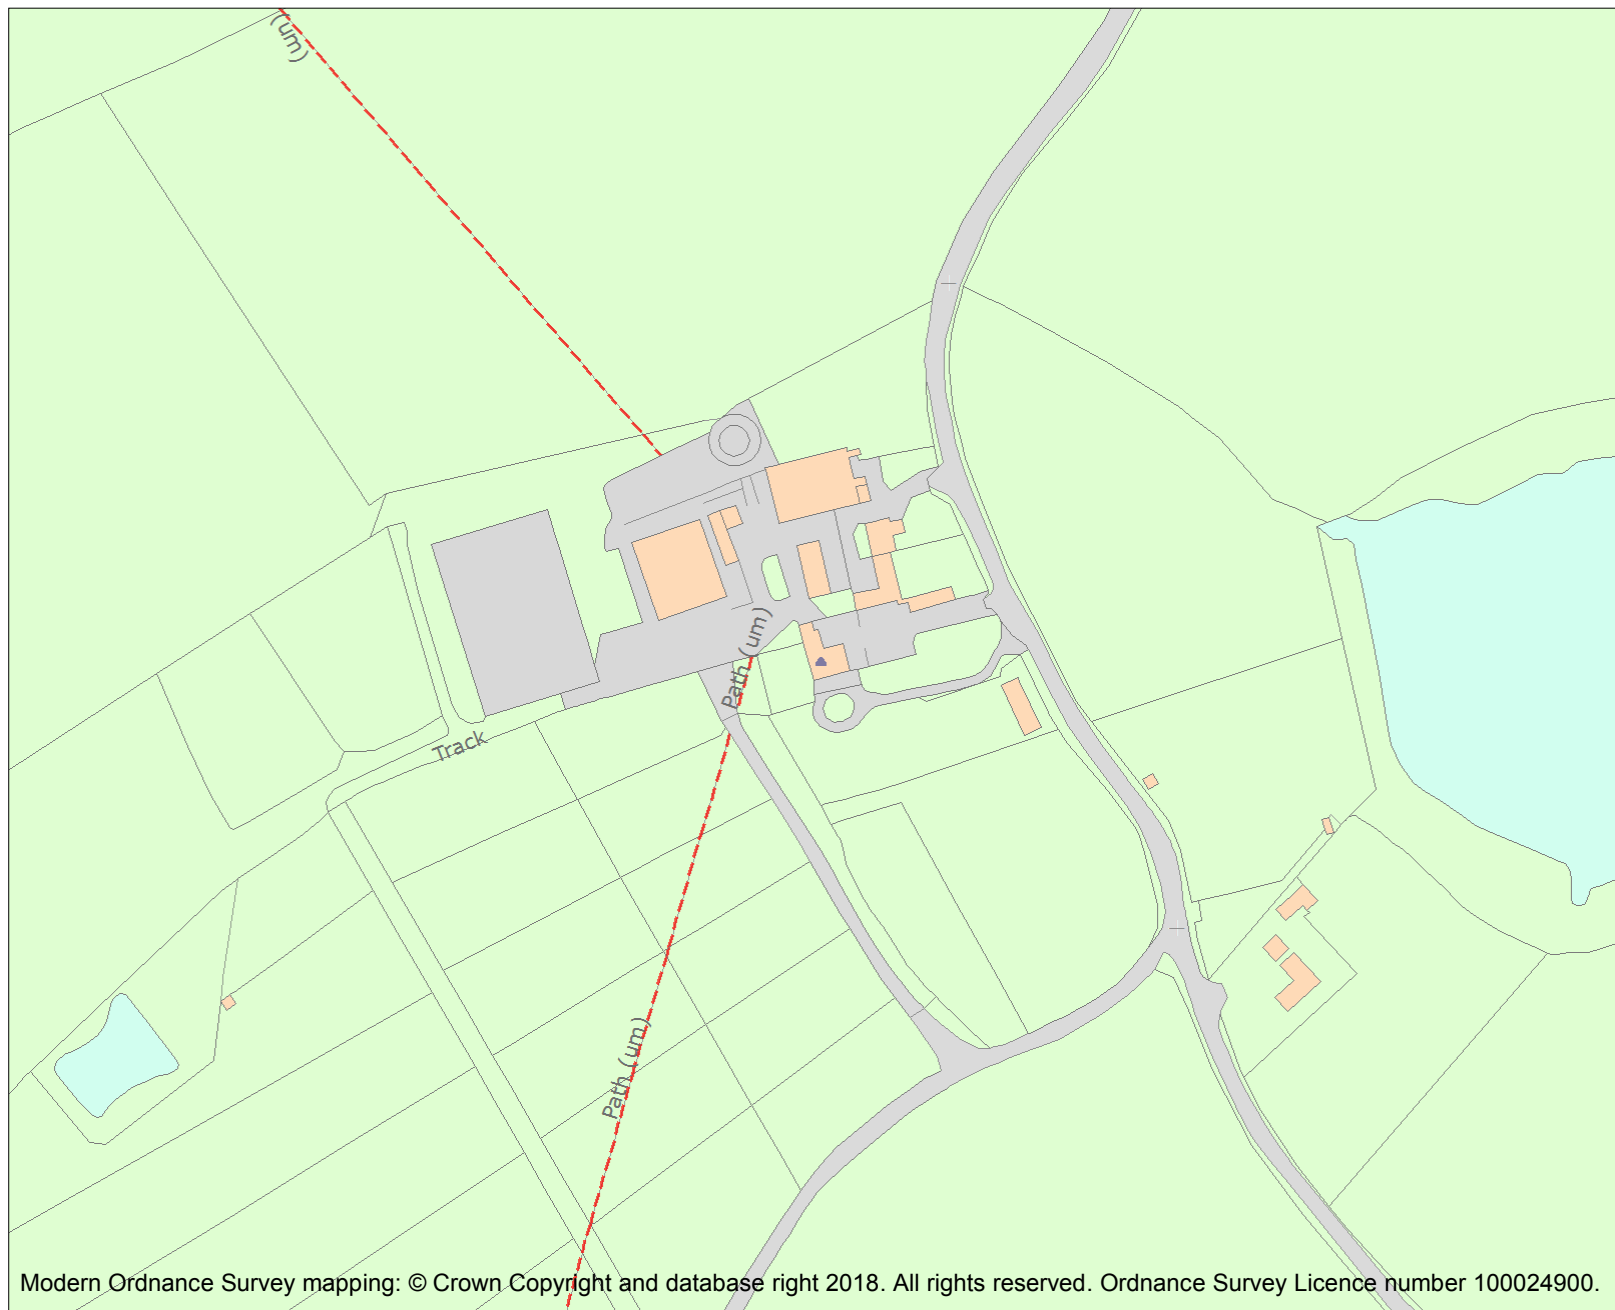 (um)
Path (um)
Track
Path (um)
Modern Ordnance Survey mapping: © Crown Copyright and database right 2018. All rights reserved. Ordnance Survey Licence number 100024900.